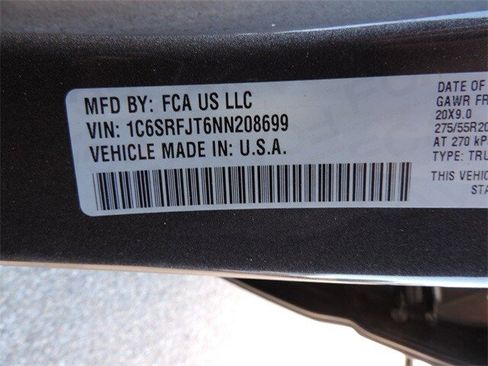 MFD BY: FCA US LLC
VIN: 1C6SRFJT6NN208699
VEHICLE MADE IN: U.S.A.
DATE OF
GAWR FR
20X9.0
275/55R20
AT 270 kP
TYPE: TRU
THIS VEHIC
STA